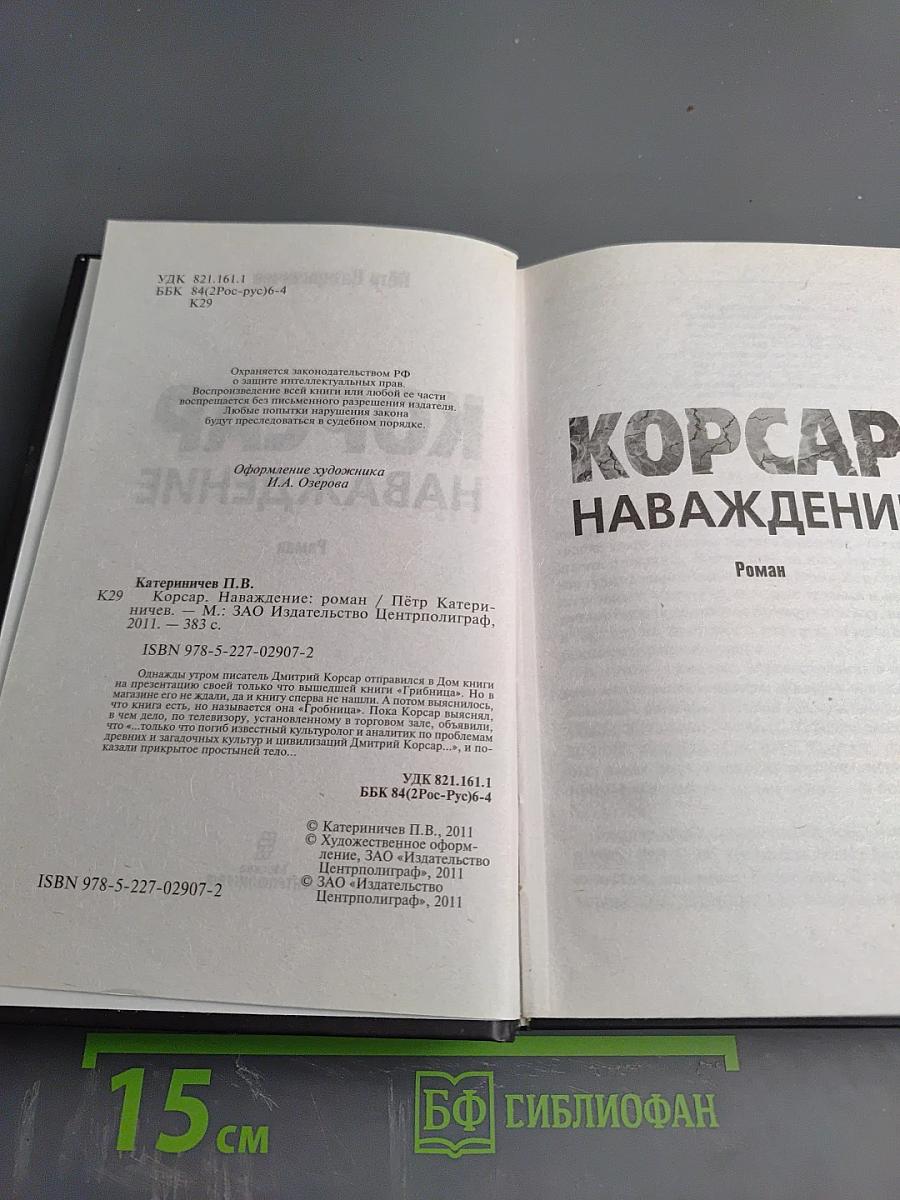 УДК 821.161.1
ББК 84(2Рос-рус)6-4
К29
Охраняется законодательством РФ
о защите интеллектуальных прав.
Воспроизведение всей книги или любой ее части
воспрещается без письменного разрешения издателя.
Любые попытки нарушения закона
будут преследоваться в судебном порядке.
Оформление художника
И.А. Озерова
Катериничев П.В.
К29 Корсар. Наваждение: роман / Пётр Катери-
ничев. — М.: ЗАО Издательство Центрполиграф,
2011. — 383 с.
ISBN 978-5-227-02907-2
Однажды утром писатель Дмитрий Корсар отправился в Дом книги
на презентацию своей только что вышедшей книги «Грибница». Но в
магазине его не ждали, да и книгу сперва не нашли. А потом выяснилось,
что книга есть, но называется она «Гробница». Пока Корсар выяснял,
в чем дело, по телевизору, установленному в торговом зале, объявили,
что «...только что погиб известный культуролог и аналитик по проблемам
древних и загадочных культур и цивилизаций Дмитрий Корсар...», и по-
казали прикрытое простыней тело...
УДК 821.161.1
ББК 84(2Рос-Рус)6-4
© Катериничев П.В., 2011
© Художественное оформ-
ление, ЗАО «Издательство
Центрполиграф», 2011
© ЗАО «Издательство
Центрполиграф», 2011
ISBN 978-5-227-02907-2
КОРСАР
НАВАЖДЕНИ
Роман
15 см
БФ БИБЛИОФАН